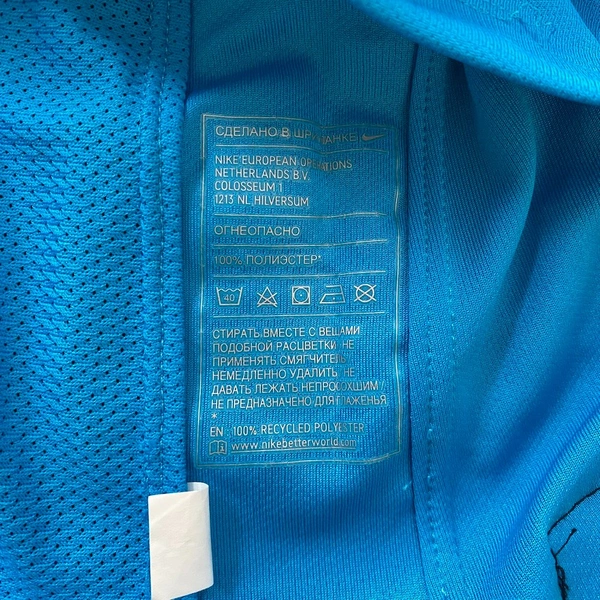 СДЕЛАНО В ШРИ-ЛАНКЕ
NIKE EUROPEAN OPERATIONS
NETHERLANDS B.V.
COLOSSEUM 1
1213 NL HILVERSUM
ОГНЕОПАСНО
100% ПОЛИЭСТЕР*
40
СТИРАТЬ ВМЕСТЕ С ВЕЩАМИ
ПОДОБНОЙ РАСЦВЕТКИ/НЕ
ПРИМЕНЯТЬ СМЯГЧИТЕЛЬ/
НЕМЕДЛЕННО УДАЛИТЬ/НЕ
ДАВАТЬ ЛЕЖАТЬ НЕПРОСОХШИМ/
НЕ ПРЕДНАЗНАЧЕНО ДЛЯ ГЛАЖЕНЬЯ
*
EN - 100% RECYCLED POLYESTER
www.nikebetterworld.com